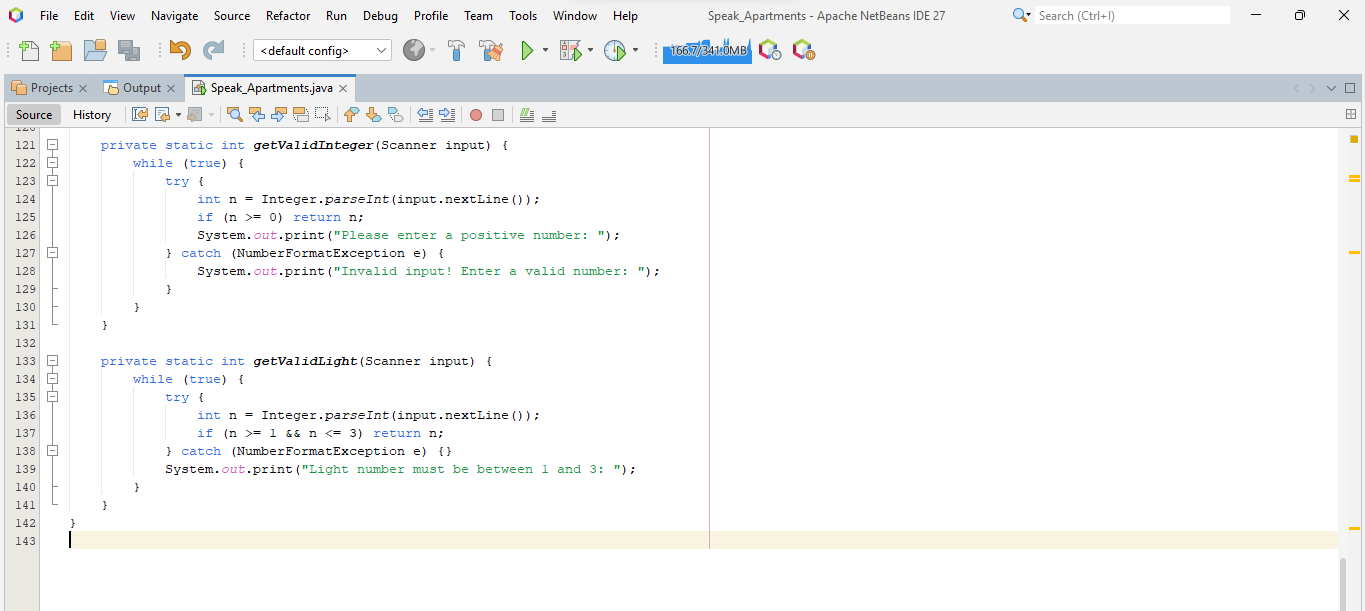 File Edit View Navigate Source Refactor Run Debug Profile Team Tools Window Help Speak_Apartments - Apache NetBeans IDE 27 Search (Ctrl+I)
<default config> 166.7/341.0MB
Projects Output Speak_Apartments.java
Source History
120
121 private static int getValidInteger(Scanner input) {
122 while (true) {
123 try {
124 int n = Integer.parseInt(input.nextLine());
125 if (n >= 0) return n;
126 System.out.print("Please enter a positive number: ");
127 } catch (NumberFormatException e) {
128 System.out.print("Invalid input! Enter a valid number: ");
129 }
130 }
131 }
132
133 private static int getValidLight(Scanner input) {
134 while (true) {
135 try {
136 int n = Integer.parseInt(input.nextLine());
137 if (n >= 1 && n <= 3) return n;
138 } catch (NumberFormatException e) {}
139 System.out.print("Light number must be between 1 and 3: ");
140 }
141 }
142 }
143